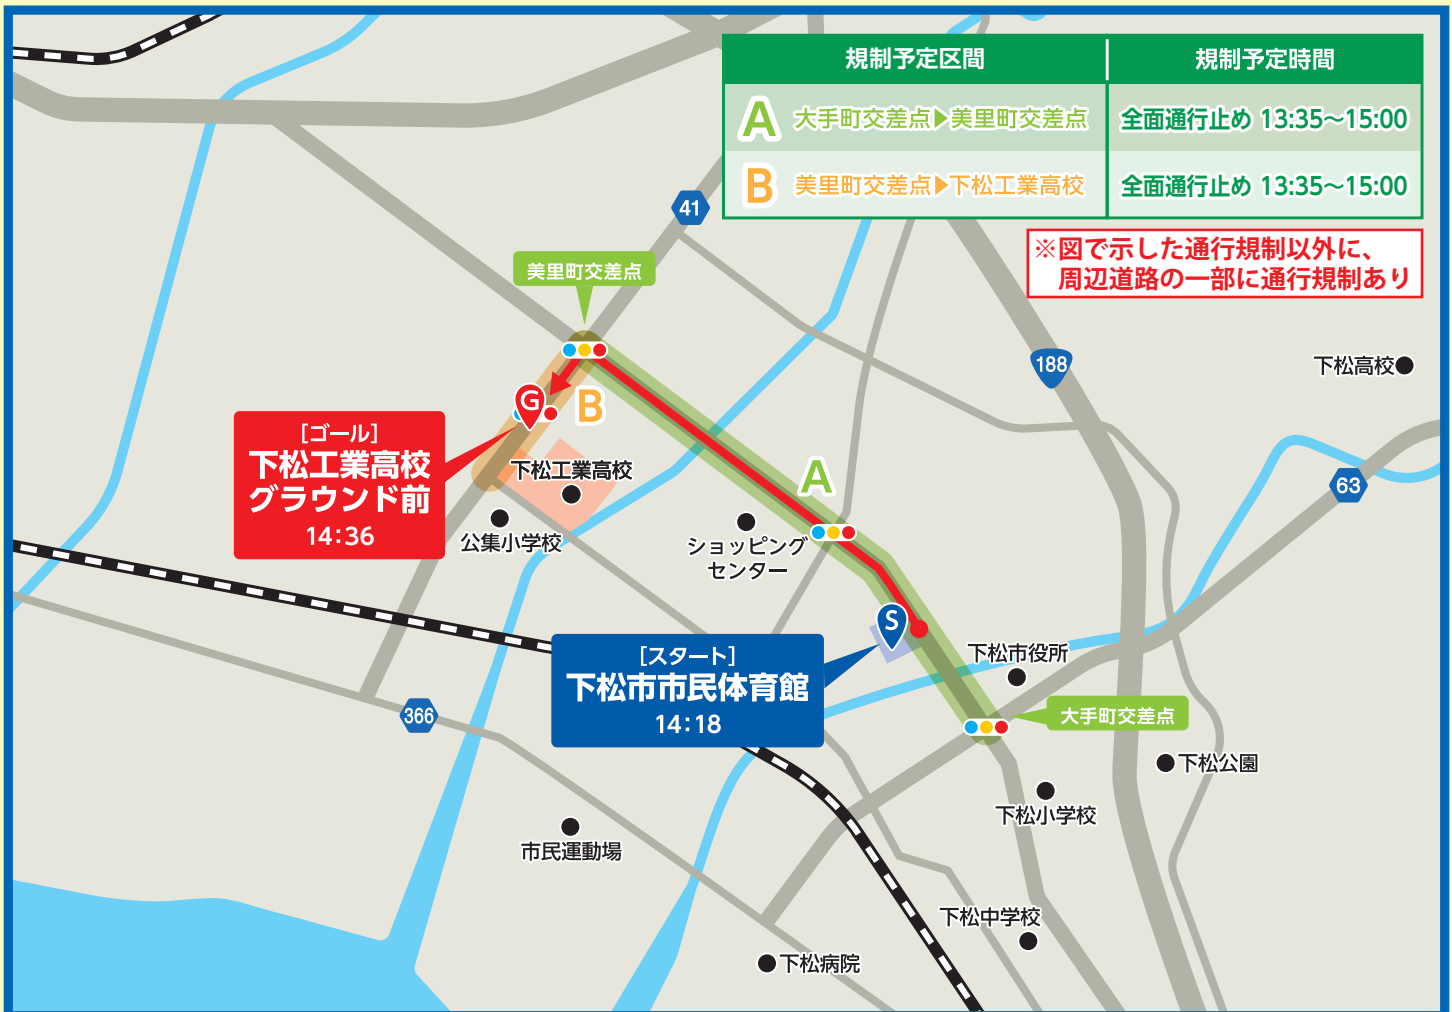 規制予定区間
規制予定時間
A 大手町交差点▶美里町交差点
全面通行止め 13:35～15:00
B 美里町交差点▶下松工業高校
全面通行止め 13:35～15:00
※図で示した通行規制以外に、
周辺道路の一部に通行規制あり
41
美里町交差点
188
下松高校
G
B
[ゴール]
下松工業高校
グラウンド前
14:36
下松工業高校
A
63
公集小学校
ショッピング
センター
S
[スタート]
下松市市民体育館
14:18
下松市役所
366
大手町交差点
下松公園
下松小学校
市民運動場
下松中学校
下松病院